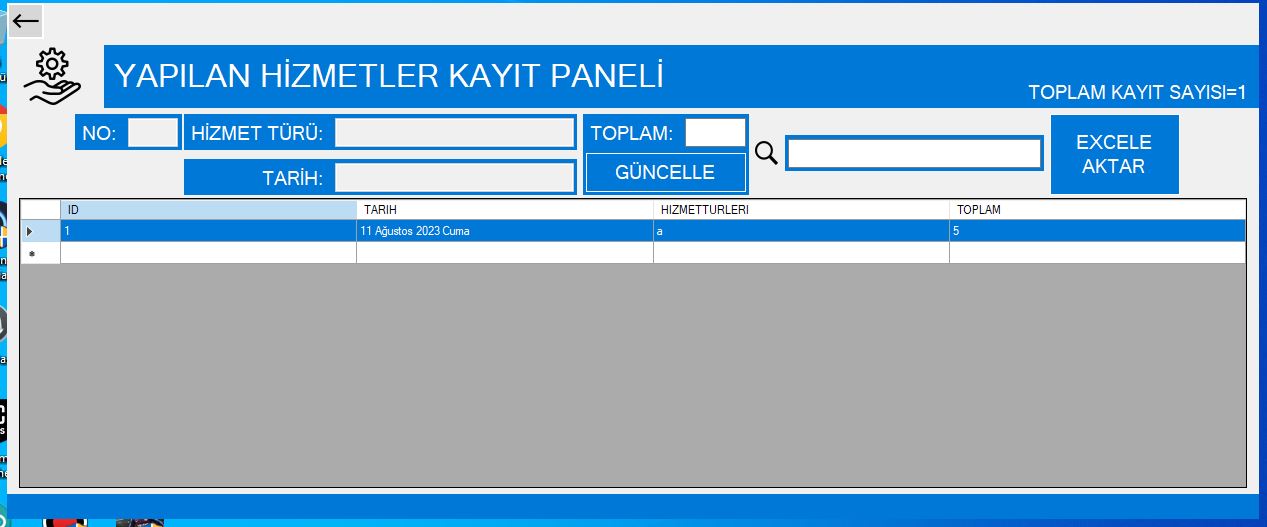 YAPILAN HİZMETLER KAYIT PANELİ
TOPLAM KAYIT SAYISI=1
NO:
HİZMET TÜRÜ:
TOPLAM:
TARİH:
GÜNCELLE
EXCELE
AKTAR
ID TARIH HIZMETTURLERI TOPLAM
1 11 Ağustos 2023 Cuma a 5